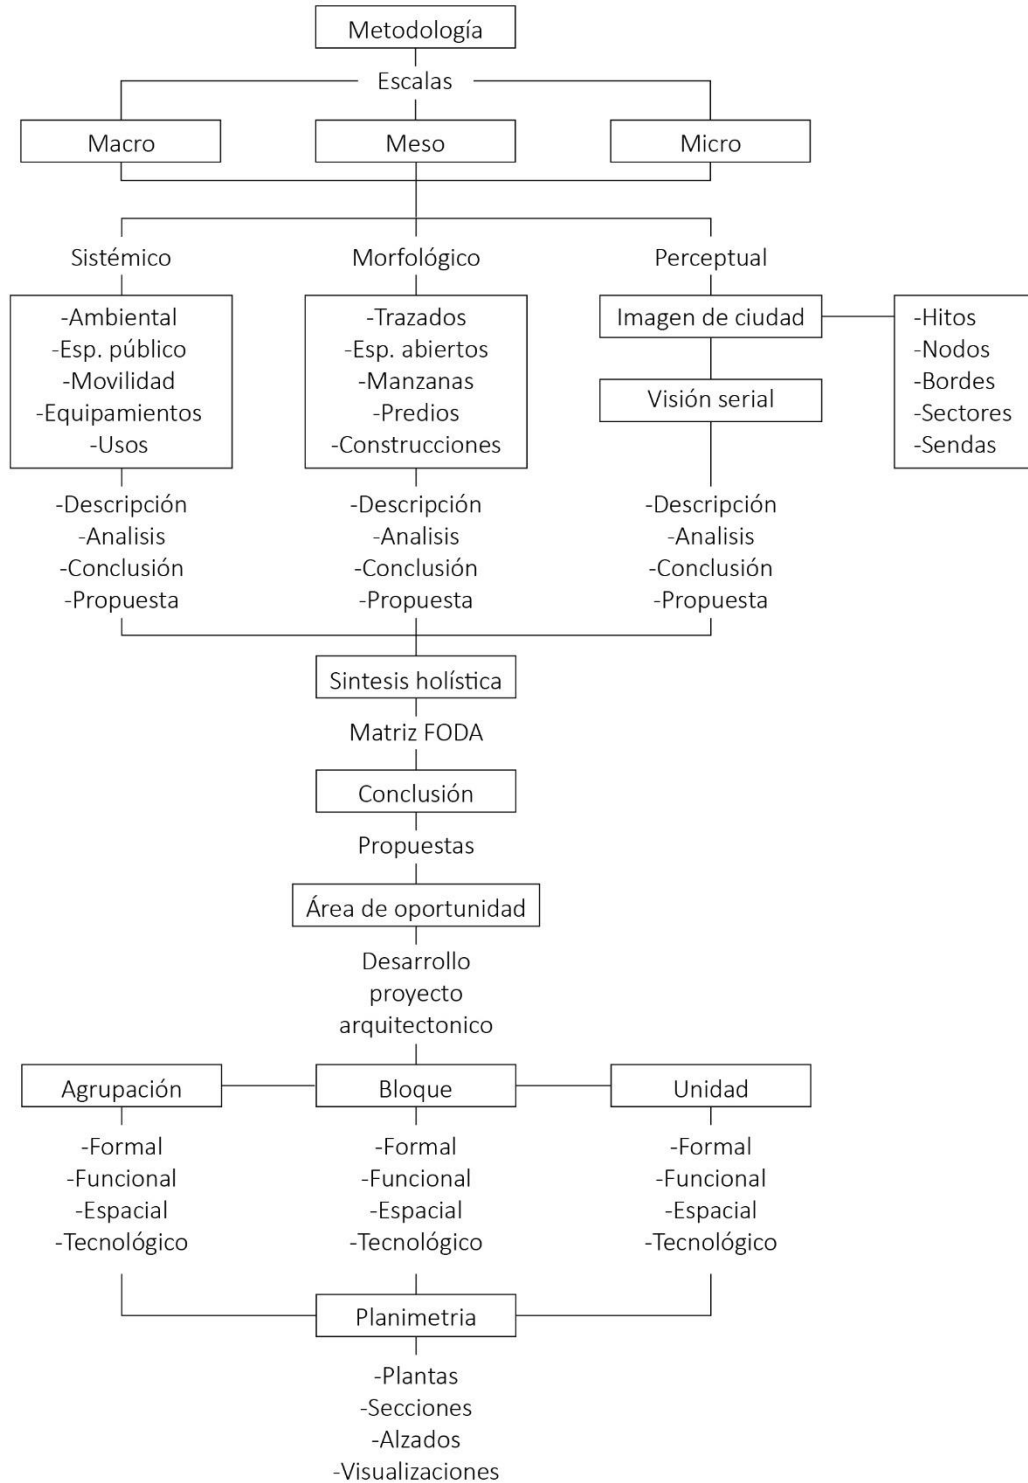 Metodología
Escalas
Macro
Meso
Micro
Sistémico
Morfológico
Perceptual
-Ambiental
-Esp. público
-Movilidad
-Equipamientos
-Usos
-Trazados
-Esp. abiertos
-Manzanas
-Predios
-Construcciones
Imagen de ciudad
Visión serial
-Hitos
-Nodos
-Bordes
-Sectores
-Sendas
-Descripción
-Analisis
-Conclusión
-Propuesta
-Descripción
-Analisis
-Conclusión
-Propuesta
-Descripción
-Analisis
-Conclusión
-Propuesta
Sintesis holística
Matriz FODA
Conclusión
Propuestas
Área de oportunidad
Desarrollo
proyecto
arquitectonico
Agrupación
Bloque
Unidad
-Formal
-Funcional
-Espacial
-Tecnológico
-Formal
-Funcional
-Espacial
-Tecnológico
-Formal
-Funcional
-Espacial
-Tecnológico
Planimetria
-Plantas
-Secciones
-Alzados
-Visualizaciones